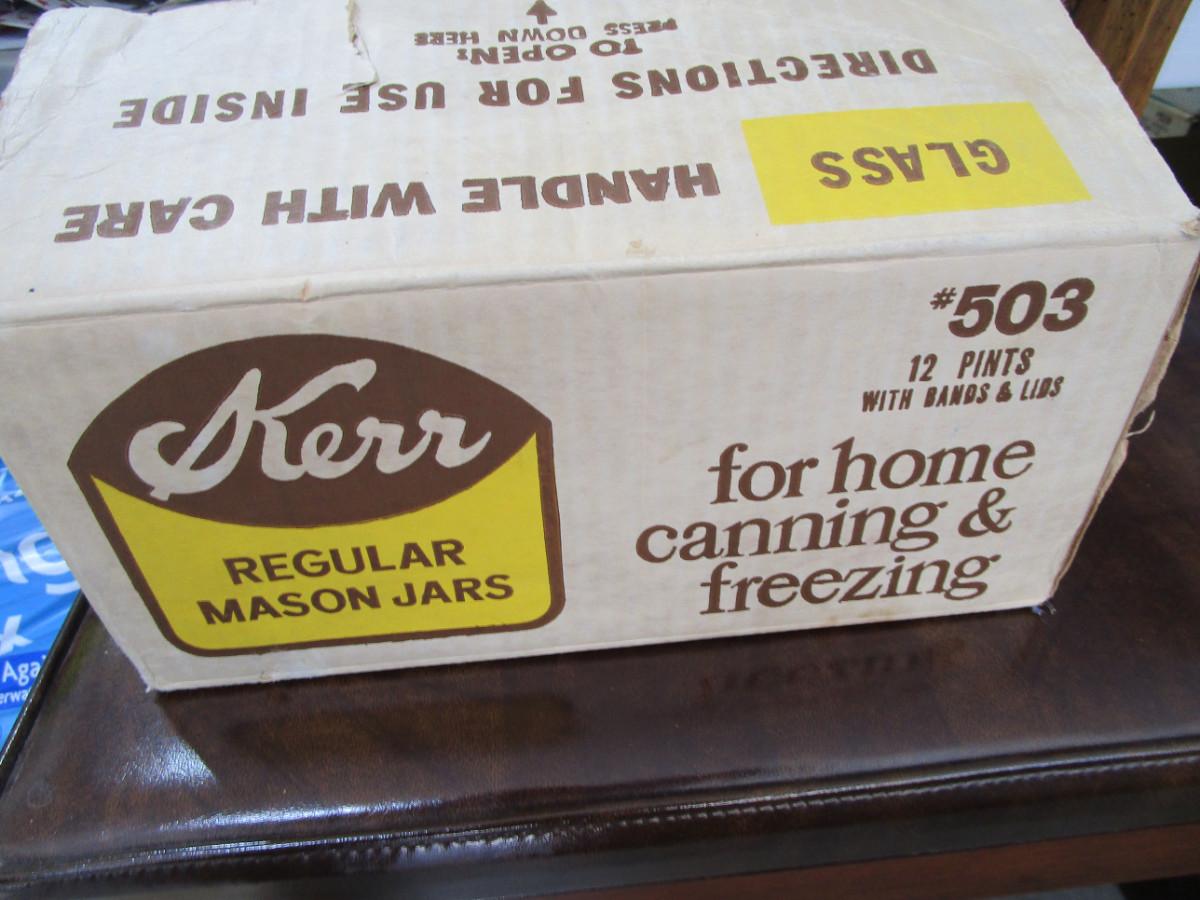 PRESS DOWN HERE
TO OPEN:
DIRECTIONS FOR USE INSIDE
HANDLE WITH CARE
GLASS
#503
12 PINTS
WITH BANDS & LIDS
Kerr
REGULAR
MASON JARS
for home
canning &
freezing